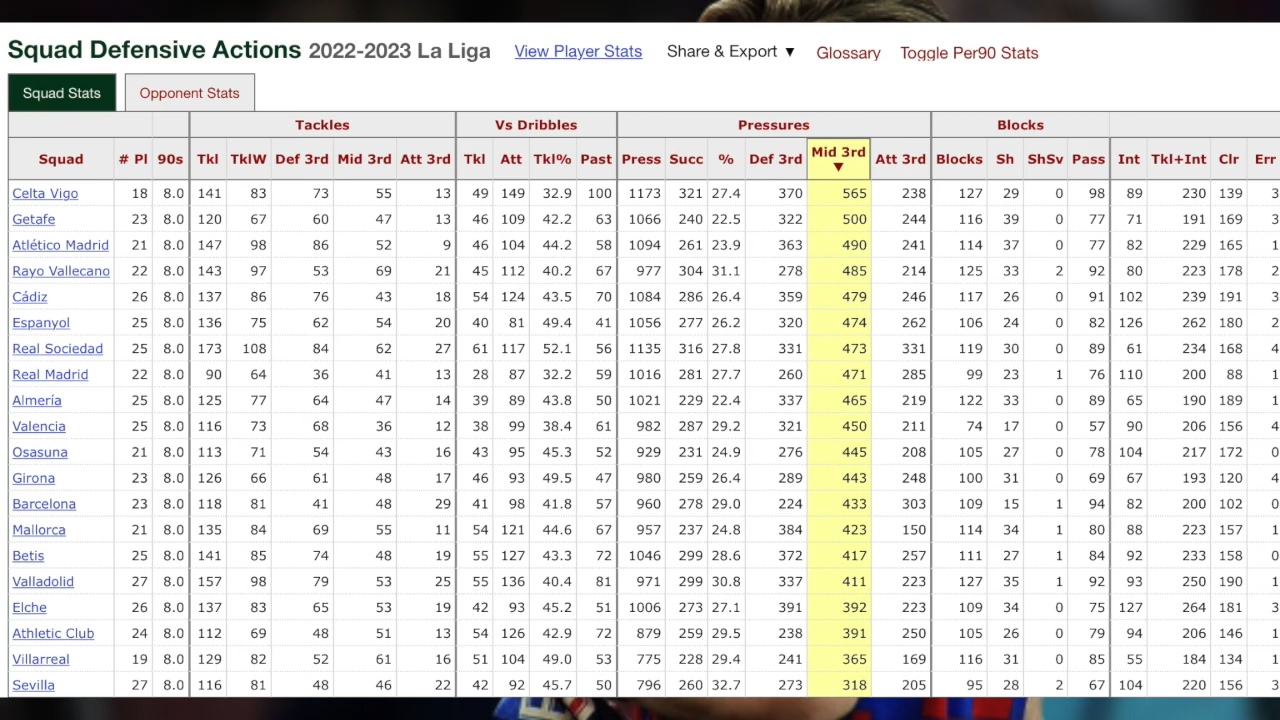 Squad Defensive Actions 2022-2023 La Liga View Player Stats Share & Export ▼ Glossary Toggle Per90 Stats
Squad Stats Opponent Stats
Tackles Vs Dribbles Pressures Blocks
Squad # Pl 90s Tkl TklW Def 3rd Mid 3rd Att 3rd Tkl Att Tkl% Past Press Succ % Def 3rd Mid 3rd ▼ Att 3rd Blocks Sh ShSv Pass Int Tkl+Int Clr Err
Celta Vigo 18 8.0 141 83 73 55 13 49 149 32.9 100 1173 321 27.4 370 565 238 127 29 0 98 89 230 139 3
Getafe 23 8.0 120 67 60 47 13 46 109 42.2 63 1066 240 22.5 322 500 244 116 39 0 77 71 191 169 3
Atlético Madrid 21 8.0 147 98 86 52 9 46 104 44.2 58 1094 261 23.9 363 490 241 114 37 0 77 82 229 165 1
Rayo Vallecano 22 8.0 143 97 53 69 21 45 112 40.2 67 977 304 31.1 278 485 214 125 33 2 92 80 223 178 2
Cádiz 26 8.0 137 86 76 43 18 54 124 43.5 70 1084 286 26.4 359 479 246 117 26 0 91 102 239 191 3
Espanyol 25 8.0 136 75 62 54 20 40 81 49.4 41 1056 277 26.2 320 474 262 106 24 0 82 126 262 180 2
Real Sociedad 25 8.0 173 108 84 62 27 61 117 52.1 56 1135 316 27.8 331 473 331 119 30 0 89 61 234 168 4
Real Madrid 22 8.0 90 64 36 41 13 28 87 32.2 59 1016 281 27.7 260 471 285 99 23 1 76 110 200 88 1
Almería 25 8.0 125 77 64 47 14 39 89 43.8 50 1021 229 22.4 337 465 219 122 33 0 89 65 190 189 1
Valencia 25 8.0 116 73 68 36 12 38 99 38.4 61 982 287 29.2 321 450 211 74 17 0 57 90 206 156 4
Osasuna 21 8.0 113 71 54 43 16 43 95 45.3 52 929 231 24.9 276 445 208 105 27 0 78 104 217 172 0
Girona 23 8.0 126 66 61 48 17 46 93 49.5 47 980 259 26.4 289 443 248 100 31 0 69 67 193 120 4
Barcelona 23 8.0 118 81 41 48 29 41 98 41.8 57 960 278 29.0 224 433 303 109 15 1 94 82 200 102 0
Mallorca 21 8.0 135 84 69 55 11 54 121 44.6 67 957 237 24.8 384 423 150 114 34 1 80 88 223 157 1
Betis 25 8.0 141 85 74 48 19 55 127 43.3 72 1046 299 28.6 372 417 257 111 27 1 84 92 233 158 0
Valladolid 27 8.0 157 98 79 53 25 55 136 40.4 81 971 299 30.8 337 411 223 127 35 1 92 93 250 190 1
Elche 26 8.0 137 83 65 53 19 42 93 45.2 51 1006 273 27.1 391 392 223 109 34 0 75 127 264 181 3
Athletic Club 24 8.0 112 69 48 51 13 54 126 42.9 72 879 259 29.5 238 391 250 105 26 0 79 94 206 146 1
Villarreal 19 8.0 129 82 52 61 16 51 104 49.0 53 775 228 29.4 241 365 169 116 31 0 85 55 184 134 1
Sevilla 27 8.0 116 81 48 46 22 42 92 45.7 50 796 260 32.7 273 318 205 95 28 2 67 104 220 156 3